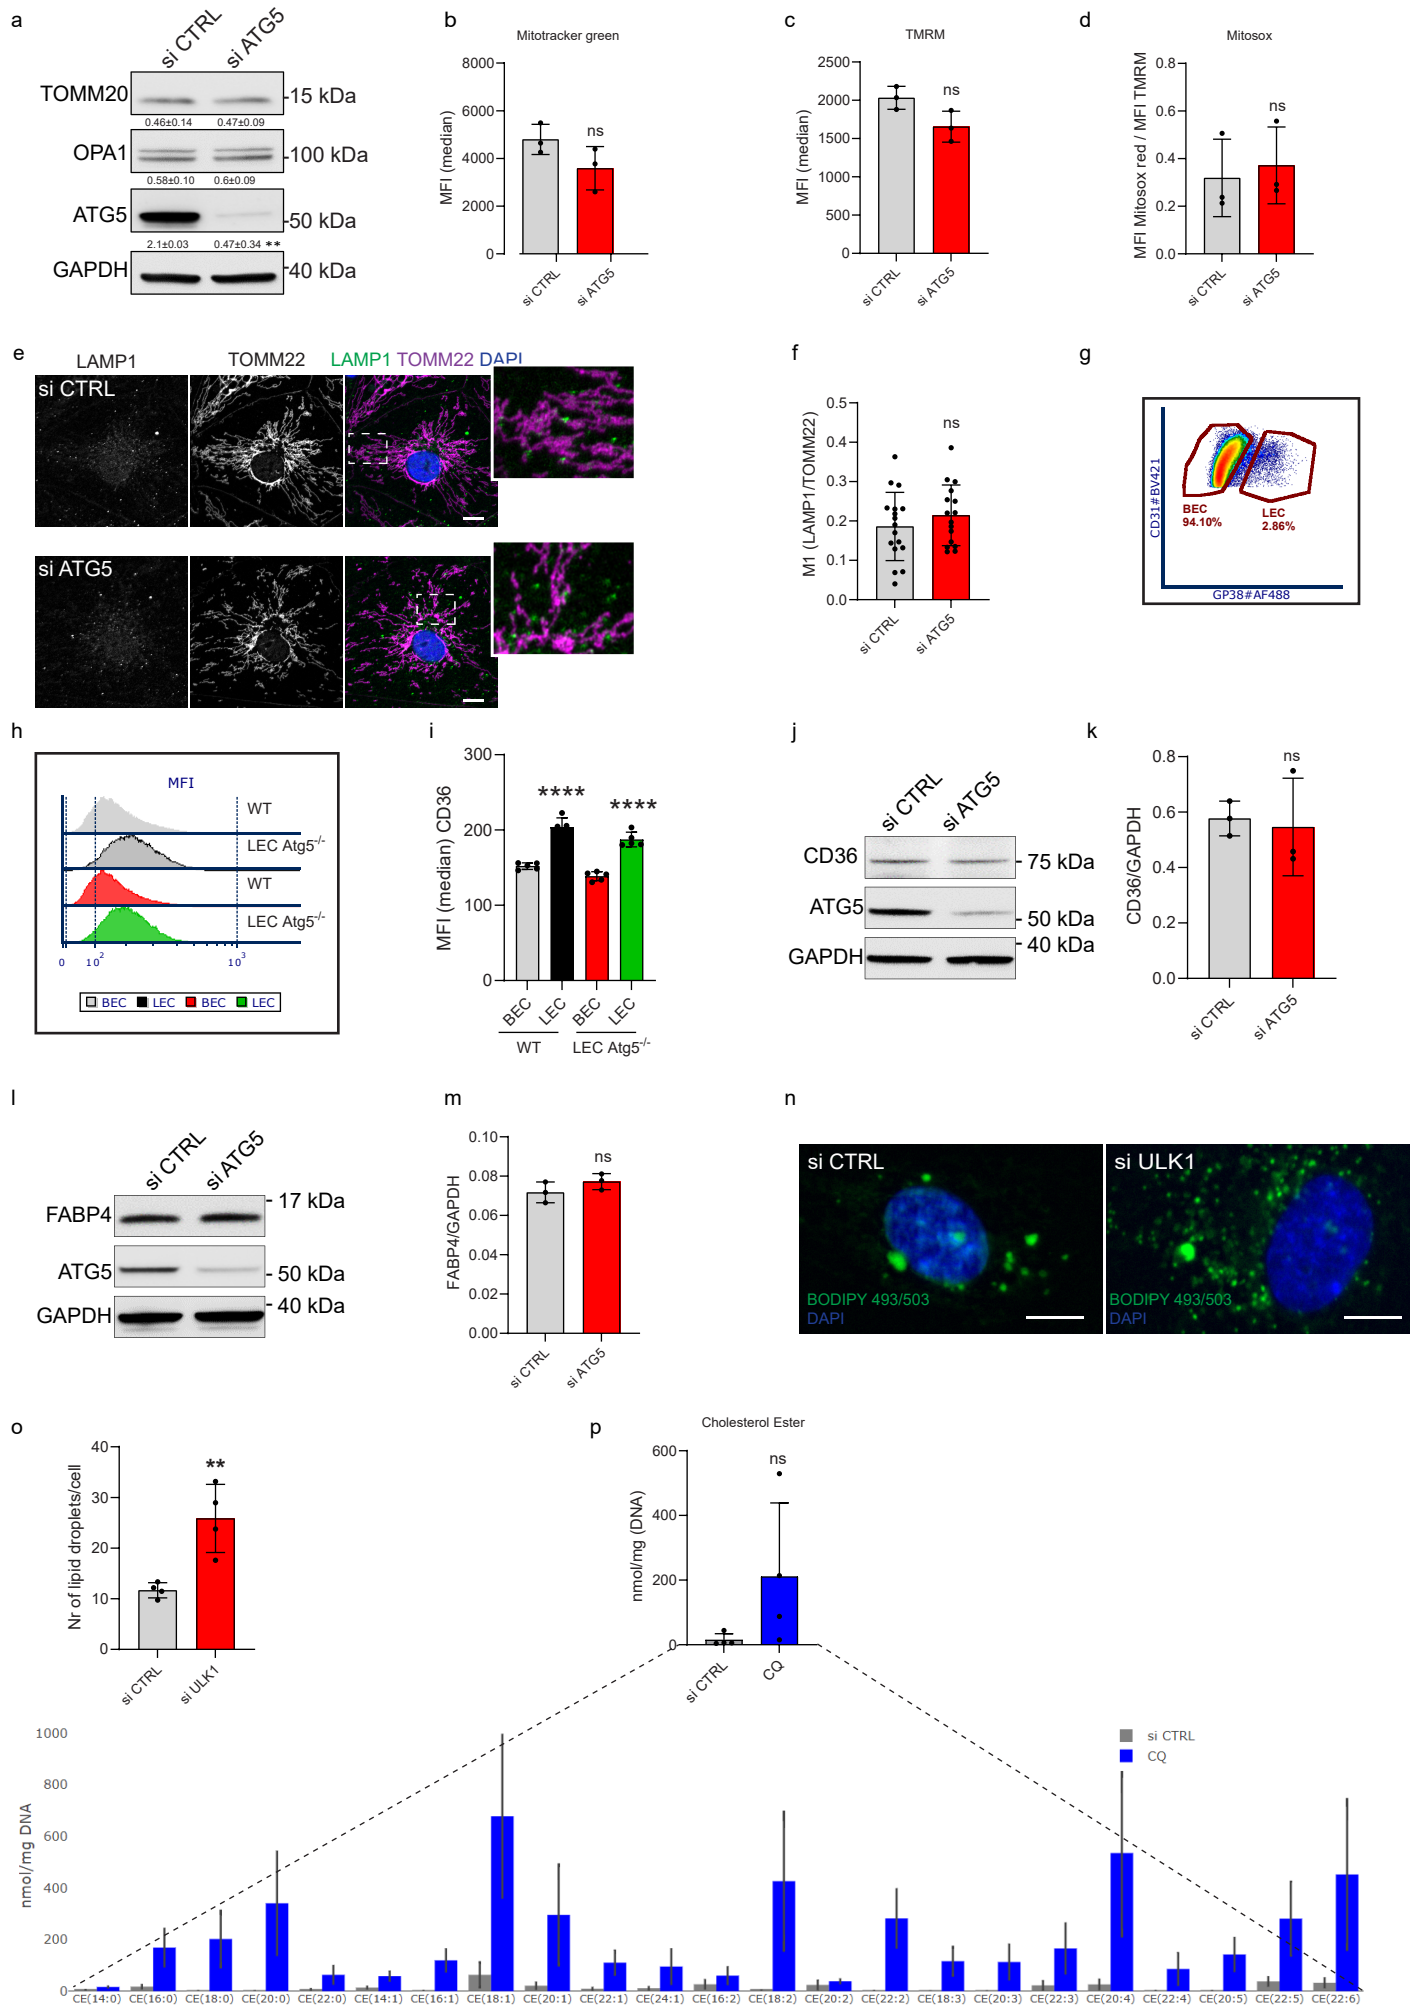 a
si CTRL
si ATG5
TOMM20
15 kDa
0.46±0.14
0.47±0.09
OPA1
100 kDa
0.58±0.10
0.6±0.09
ATG5
50 kDa
2.1±0.03
0.47±0.34 **
GAPDH
40 kDa
b
Mitotracker green
MFI (median)
8000
6000
4000
2000
0
ns
si CTRL
si ATG5
c
TMRM
MFI (median)
2500
2000
1500
1000
500
0
ns
si CTRL
si ATG5
d
Mitosox
MFI Mitosox red / MFI TMRM
0.8
0.6
0.4
0.2
0.0
ns
si CTRL
si ATG5
e
LAMP1
TOMM22
LAMP1 TOMM22 DAPI
si CTRL
si ATG5
f
M1 (LAMP1/TOMM22)
0.5
0.4
0.3
0.2
0.1
0.0
ns
si CTRL
si ATG5
g
CD31#BV421
BEC
94.10%
LEC
2.86%
GP38#AF488
h
MFI
WT
LEC Atg5-/-
WT
LEC Atg5-/-
0
10²
10³
BEC
LEC
BEC
LEC
i
MFI (median) CD36
300
200
100
0
****
****
BEC
LEC
BEC
LEC
WT
LEC Atg5-/-
j
si CTRL
si ATG5
CD36
75 kDa
ATG5
50 kDa
40 kDa
GAPDH
k
CD36/GAPDH
0.8
0.6
0.4
0.2
0.0
ns
si CTRL
si ATG5
l
si CTRL
si ATG5
17 kDa
FABP4
ATG5
50 kDa
40 kDa
GAPDH
m
FABP4/GAPDH
0.10
0.08
0.06
0.04
0.02
0.00
ns
si CTRL
si ATG5
n
si CTRL
BODIPY 493/503
DAPI
si ULK1
BODIPY 493/503
DAPI
o
Nr of lipid droplets/cell
40
30
20
10
0
**
si CTRL
si ULK1
p
Cholesterol Ester
nmol/mg (DNA)
600
400
200
0
ns
si CTRL
CQ
nmol/mg DNA
1000
800
600
400
200
0
si CTRL
CQ
CE(14:0) CE(16:0) CE(18:0) CE(20:0) CE(22:0) CE(14:1) CE(16:1) CE(18:1) CE(20:1) CE(22:1) CE(24:1) CE(16:2) CE(18:2) CE(20:2) CE(22:2) CE(18:3) CE(20:3) CE(22:3) CE(20:4) CE(22:4) CE(20:5) CE(22:5) CE(22:6)